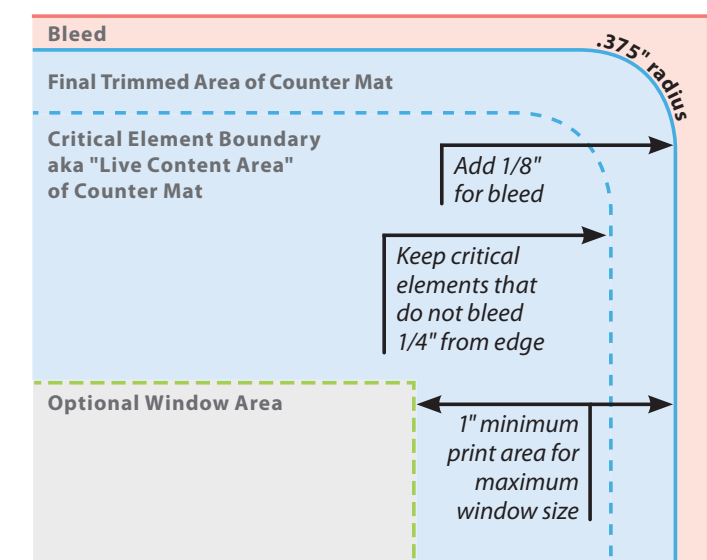 Bleed
.375" radius
Final Trimmed Area of Counter Mat
Critical Element Boundary
aka "Live Content Area"
of Counter Mat
Add 1/8"
for bleed
Keep critical
elements that
do not bleed
1/4" from edge
Optional Window Area
1" minimum
print area for
maximum
window size